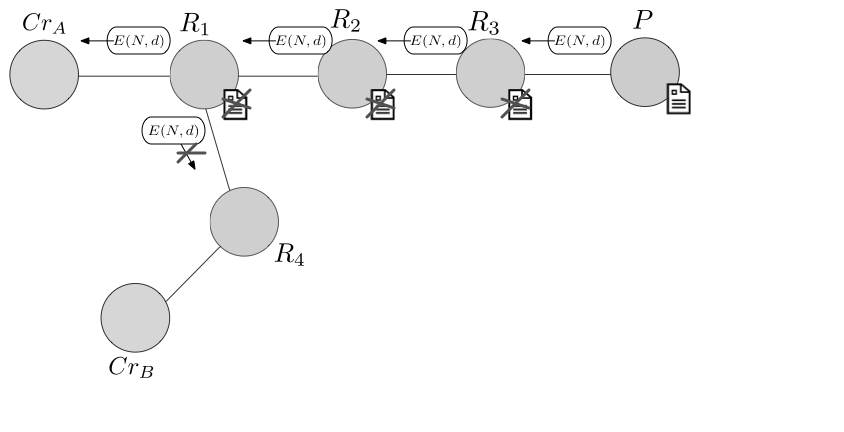 Cr_A
R_1
R_2
R_3
P
E(N, d)
E(N, d)
E(N, d)
E(N, d)
E(N, d)
R_4
Cr_B